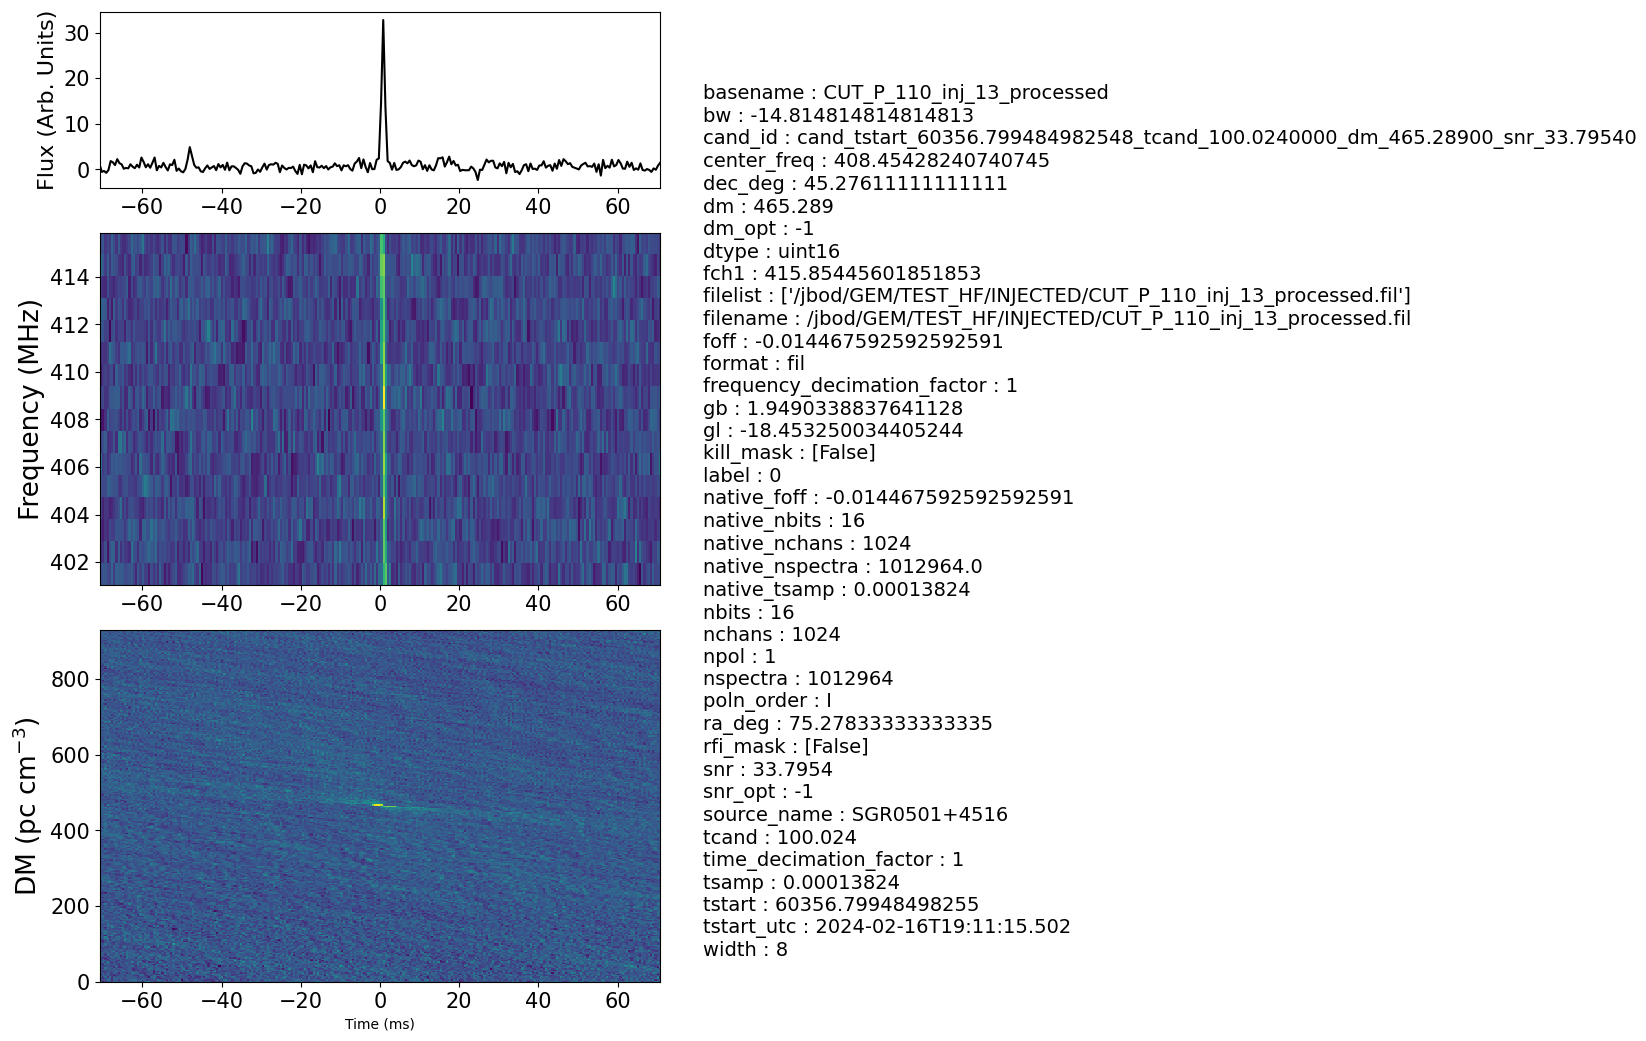 Flux (Arb. Units)
30
20
10
0
−60 −40 −20 0 20 40 60
Frequency (MHz)
414
412
410
408
406
404
402
−60 −40 −20 0 20 40 60
DM (pc cm−3)
800
600
400
200
0
−60 −40 −20 0 20 40 60
Time (ms)
basename : CUT_P_110_inj_13_processed
bw : -14.814814814814813
cand_id : cand_tstart_60356.799484982548_tcand_100.0240000_dm_465.28900_snr_33.79540
center_freq : 408.45428240740745
dec_deg : 45.27611111111111
dm : 465.289
dm_opt : -1
dtype : uint16
fch1 : 415.85445601851853
filelist : ['/jbod/GEM/TEST_HF/INJECTED/CUT_P_110_inj_13_processed.fil']
filename : /jbod/GEM/TEST_HF/INJECTED/CUT_P_110_inj_13_processed.fil
foff : -0.014467592592592591
format : fil
frequency_decimation_factor : 1
gb : 1.9490338837641128
gl : -18.453250034405244
kill_mask : [False]
label : 0
native_foff : -0.014467592592592591
native_nbits : 16
native_nchans : 1024
native_nspectra : 1012964.0
native_tsamp : 0.00013824
nbits : 16
nchans : 1024
npol : 1
nspectra : 1012964
poln_order : I
ra_deg : 75.27833333333335
rfi_mask : [False]
snr : 33.7954
snr_opt : -1
source_name : SGR0501+4516
tcand : 100.024
time_decimation_factor : 1
tsamp : 0.00013824
tstart : 60356.79948498255
tstart_utc : 2024-02-16T19:11:15.502
width : 8